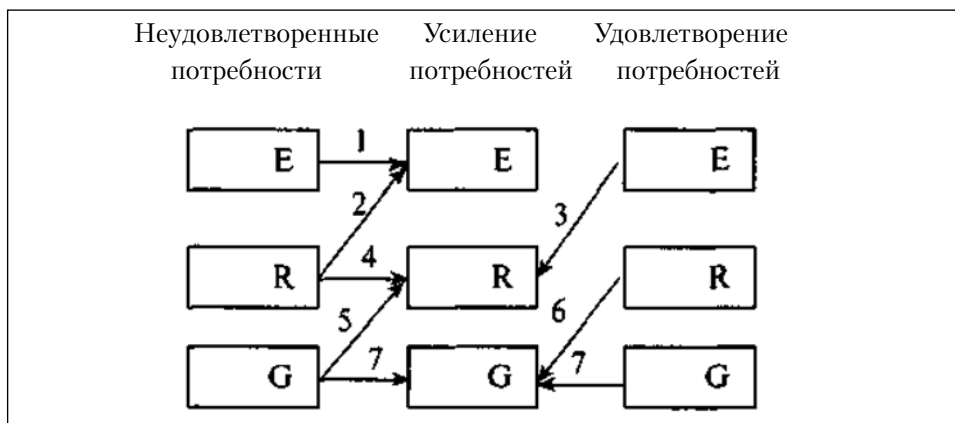 Неудовлетворенные Усиление Удовлетворение
потребности потребностей потребностей
E 1 E E
2 3
R 4 R R
5 6
G 7 G 7 G